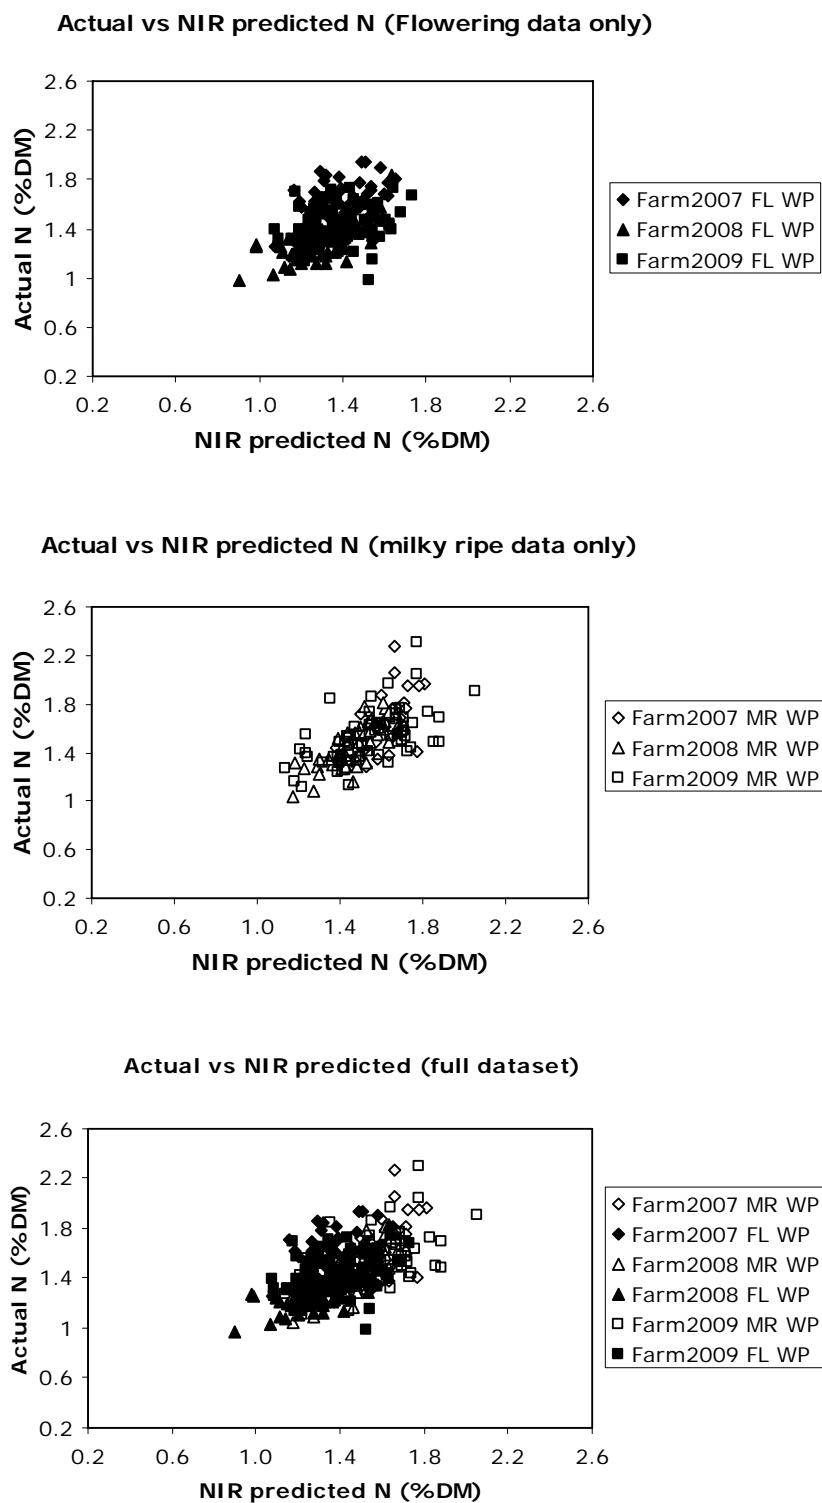 Actual vs NIR predicted N (Flowering data only)
2.6
2.2
1.8
1.4
1
0.6
0.2
Actual N (%DM)
0.2 0.6 1.0 1.4 1.8 2.2 2.6
NIR predicted N (%DM)
Farm2007 FL WP
Farm2008 FL WP
Farm2009 FL WP
Actual vs NIR predicted N (milky ripe data only)
2.6
2.2
1.8
1.4
1
0.6
0.2
Actual N (%DM)
0.2 0.6 1.0 1.4 1.8 2.2 2.6
NIR predicted N (%DM)
Farm2007 MR WP
Farm2008 MR WP
Farm2009 MR WP
Actual vs NIR predicted (full dataset)
2.6
2.2
1.8
1.4
1
0.6
0.2
Actual N (%DM)
0.2 0.6 1.0 1.4 1.8 2.2 2.6
NIR predicted N (%DM)
Farm2007 MR WP
Farm2007 FL WP
Farm2008 MR WP
Farm2008 FL WP
Farm2009 MR WP
Farm2009 FL WP